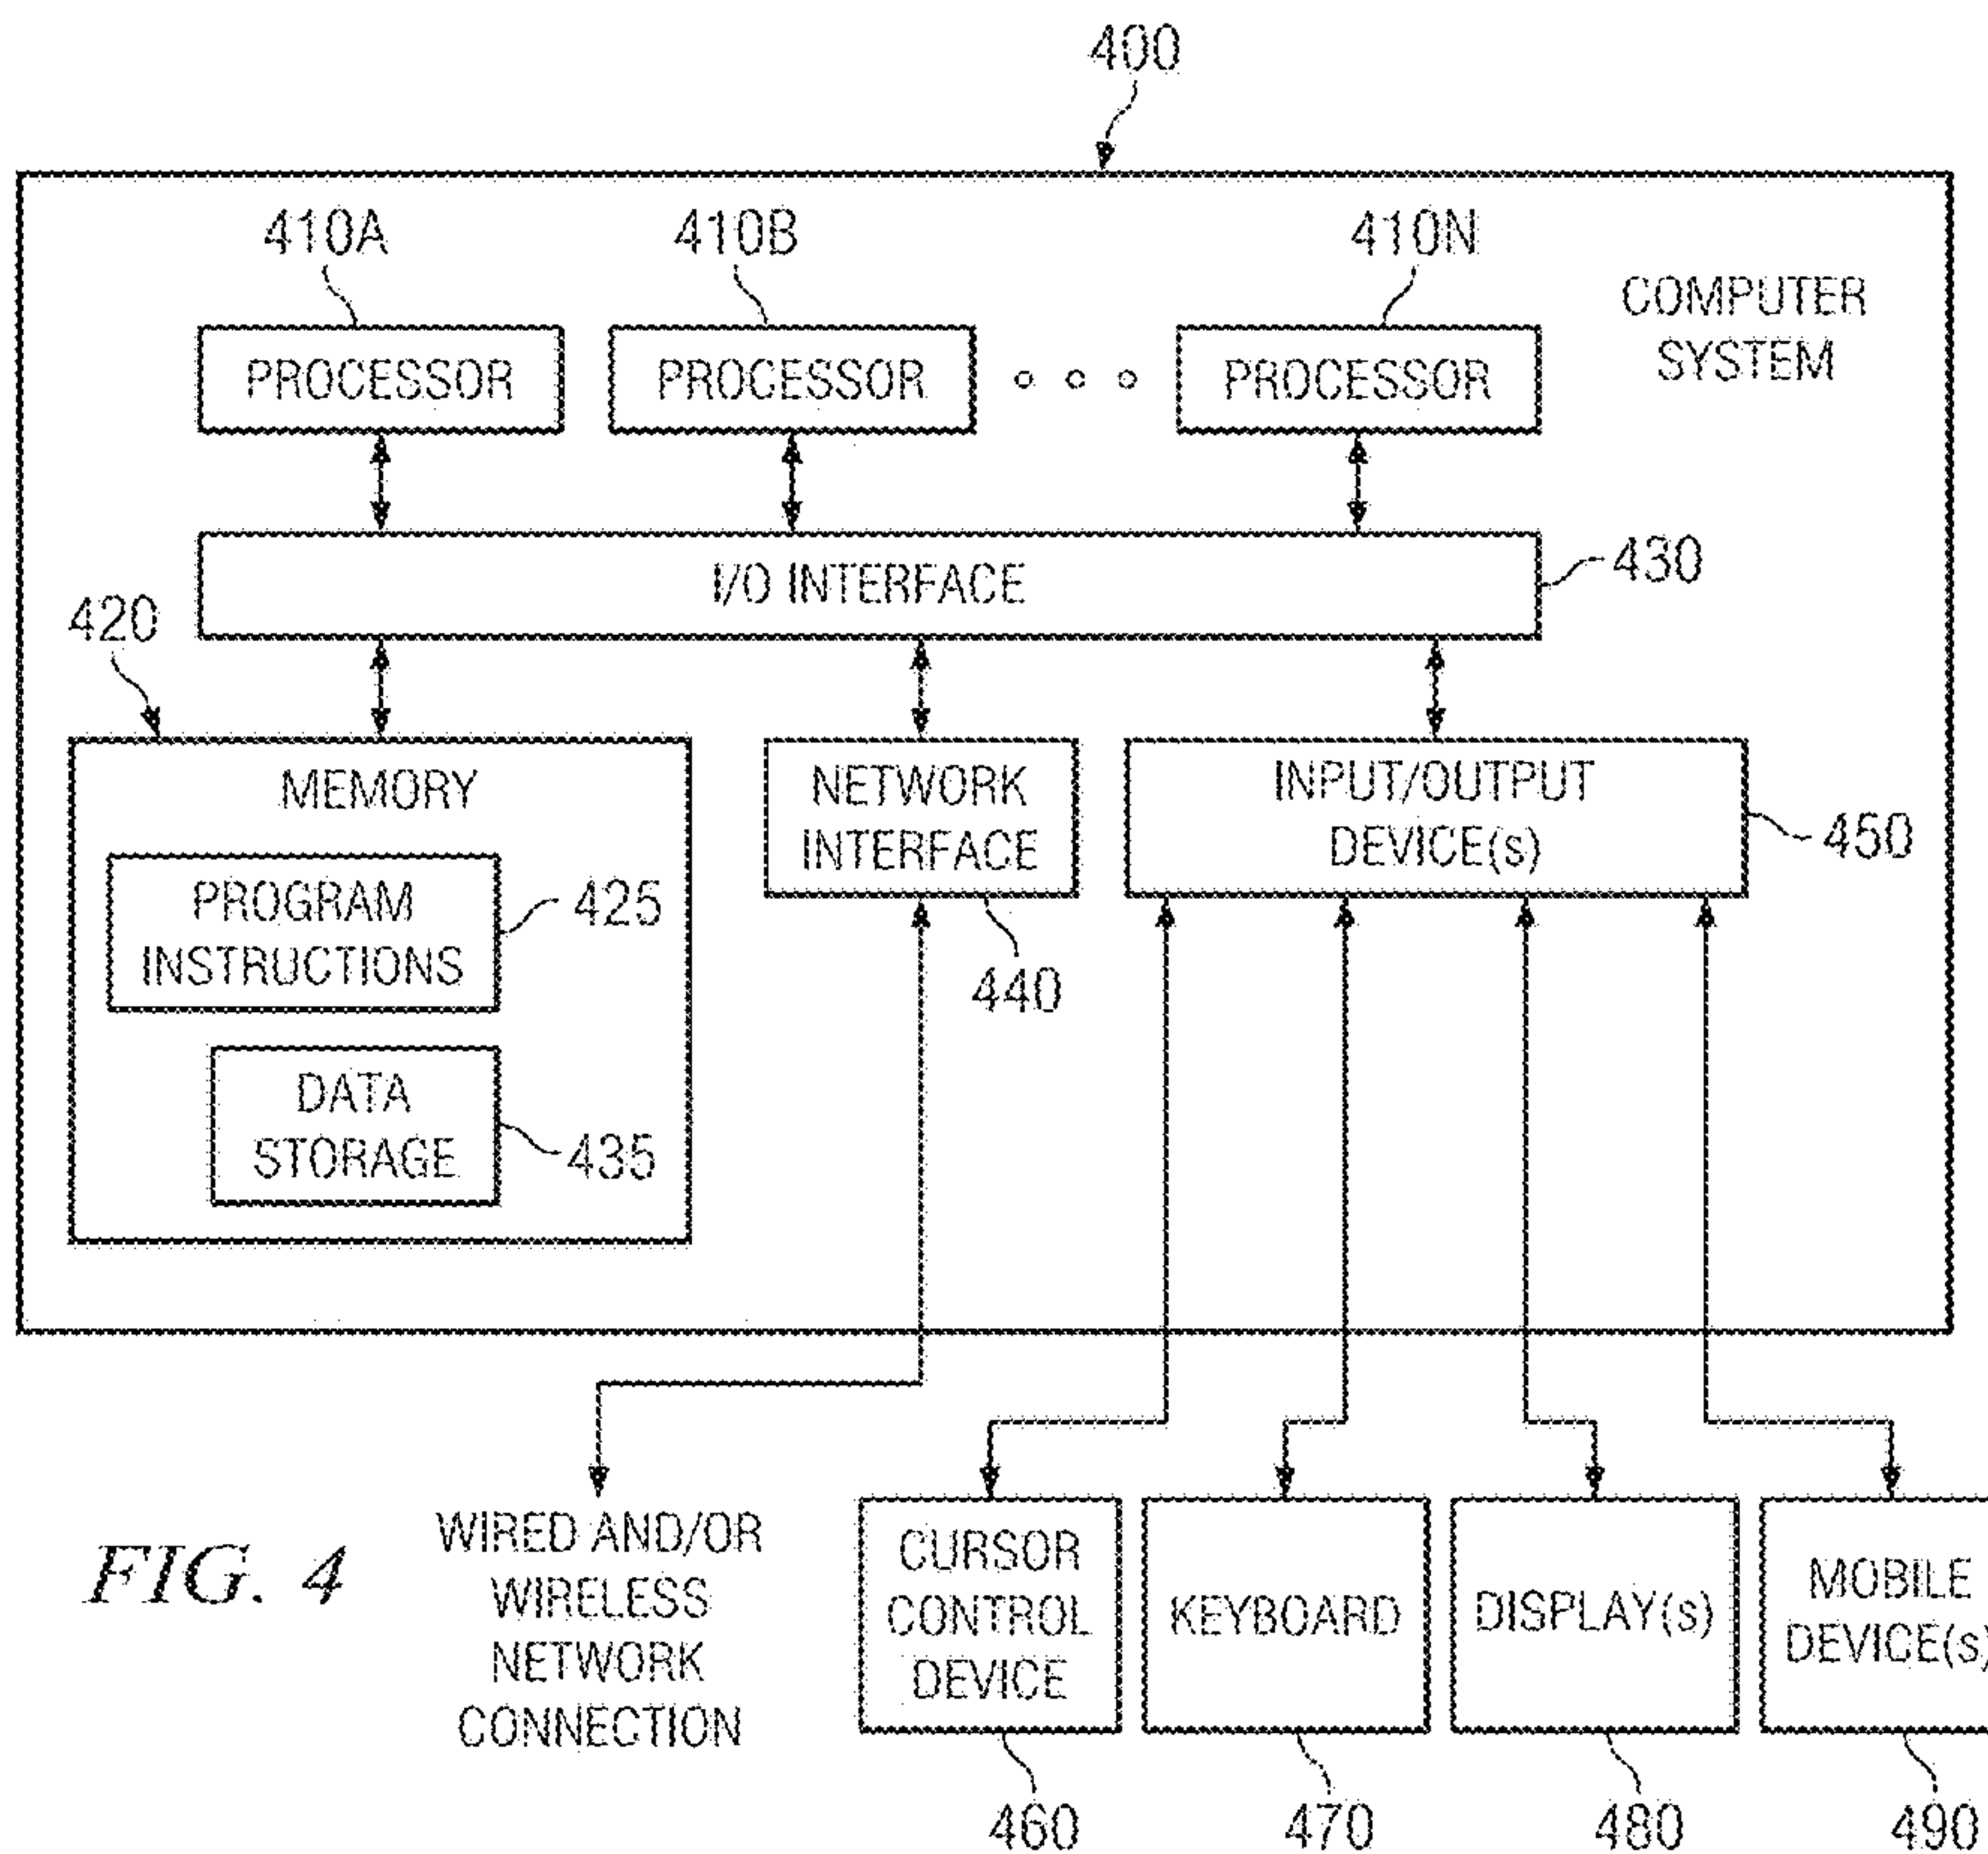 400
410A
410B
410N
COMPUTER
SYSTEM
PROCESSOR
PROCESSOR
PROCESSOR
I/O INTERFACE
430
420
MEMORY
NETWORK
INTERFACE
INPUT/OUTPUT
DEVICE(s)
450
PROGRAM
INSTRUCTIONS
425
440
DATA
STORAGE
435
FIG. 4
WIRED AND/OR
WIRELESS
NETWORK
CONNECTION
CURSOR
CONTROL
DEVICE
KEYBOARD
DISPLAY(s)
MOBILE
DEVICE(s)
460
470
480
490